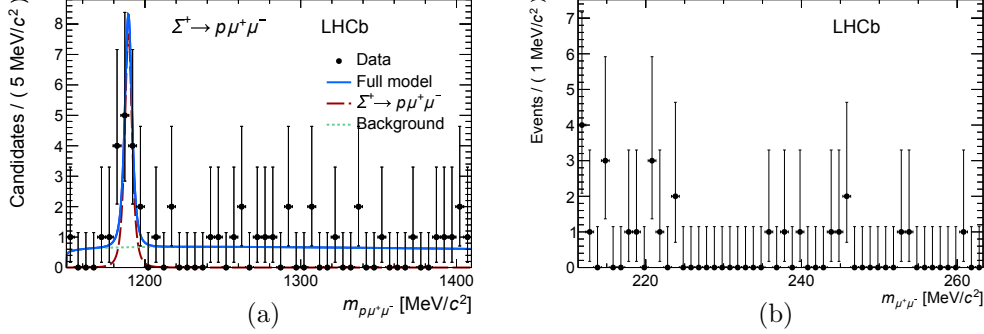 Σ⁺→ pμ⁺μ⁻
LHCb
Data
Full model
Σ⁺→ pμ⁺μ⁻
Background
Candidates / ( 5 MeV/c² )
0
1
2
3
4
5
6
7
8
1200
1300
1400
m_{pμ⁺μ⁻} [MeV/c²]
(a)
LHCb
Events / ( 1 MeV/c² )
0
1
2
3
4
5
6
7
220
240
260
m_{μ⁺μ⁻} [MeV/c²]
(b)